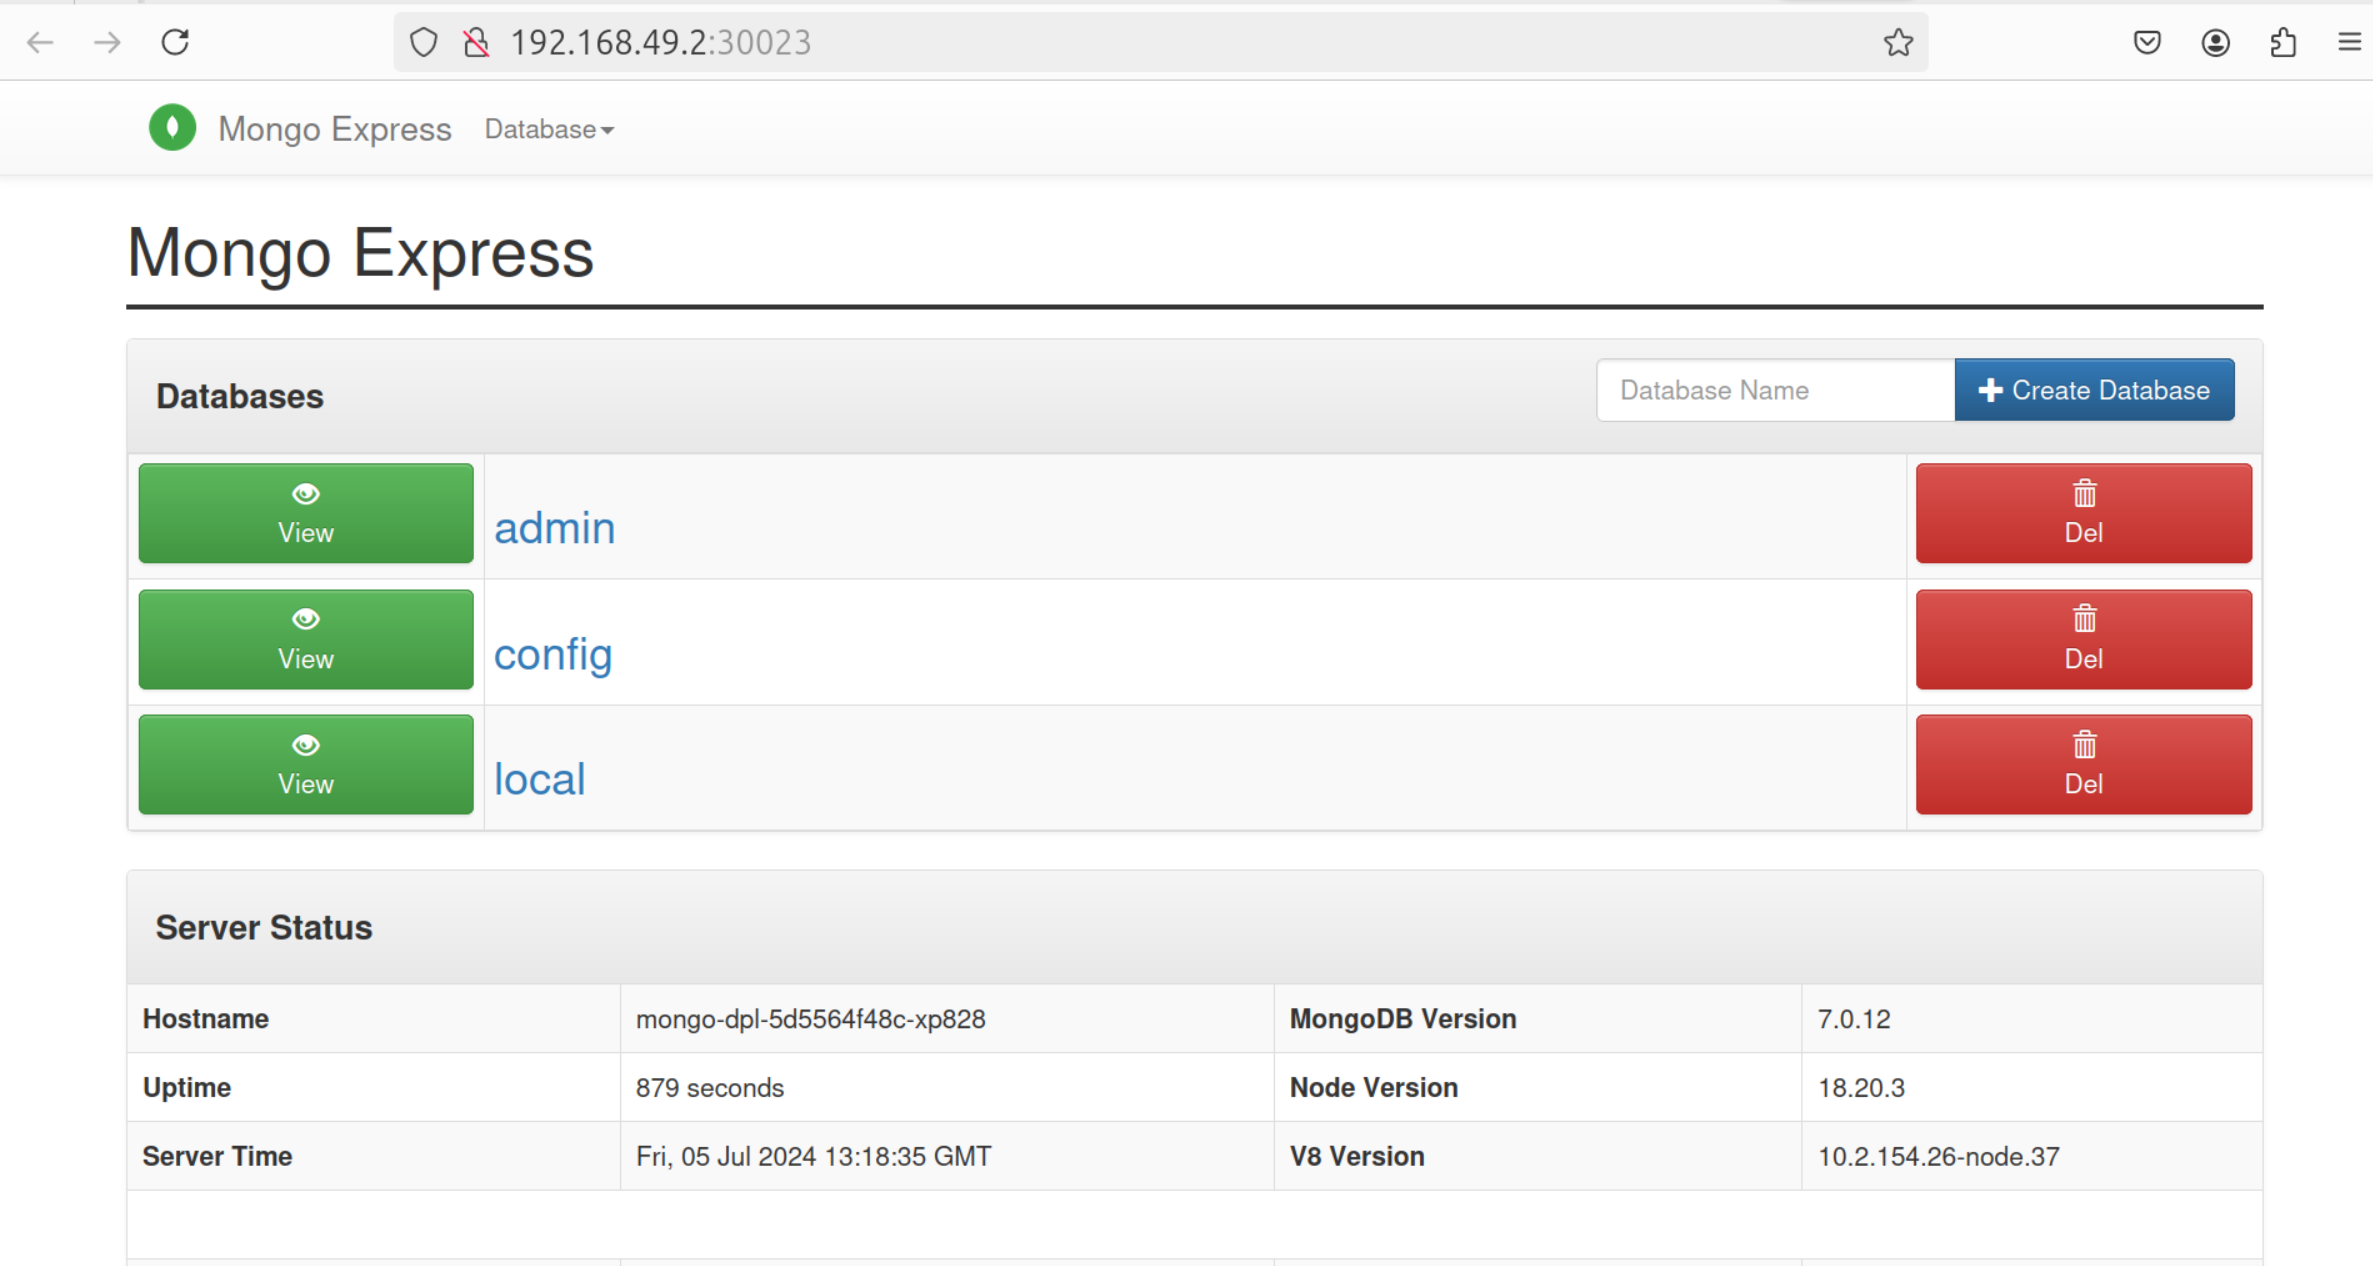 192.168.49.2:30023
Mongo Express Database
Mongo Express
Databases Database Name Create Database
View admin Del
View config Del
View local Del
Server Status
Hostname mongo-dpl-5d5564f48c-xp828 MongoDB Version 7.0.12
Uptime 879 seconds Node Version 18.20.3
Server Time Fri, 05 Jul 2024 13:18:35 GMT V8 Version 10.2.154.26-node.37